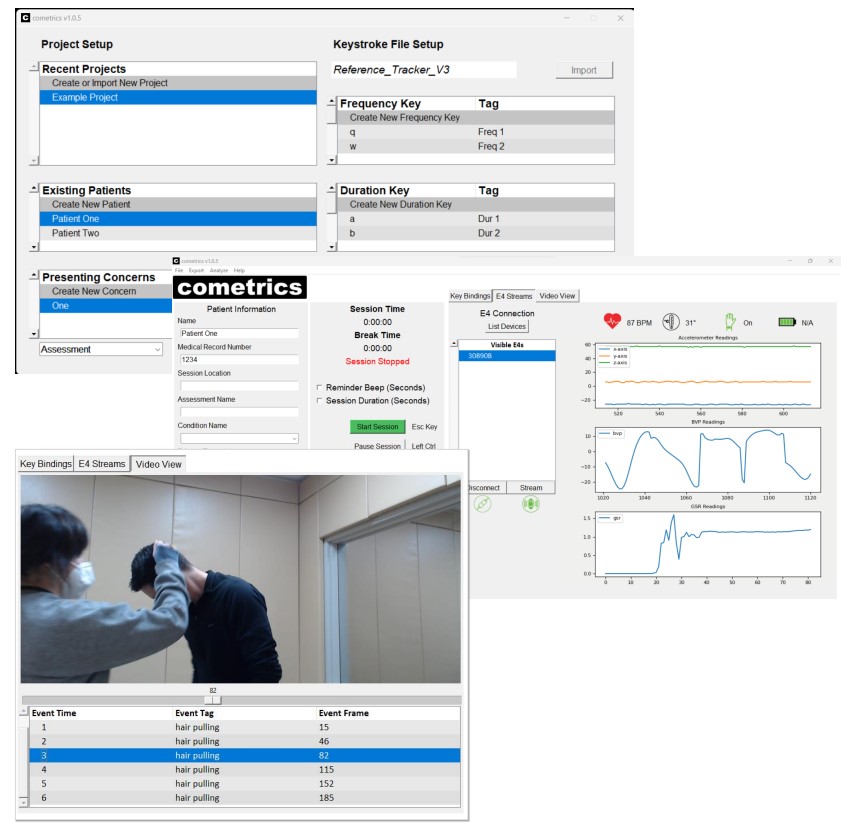 cometrics v1.0.5
Project Setup
Recent Projects
Create or Import New Project
Example Project
Existing Patients
Create New Patient
Patient One
Patient Two
Presenting Concerns
Create New Concern
One
Assessment
Keystroke File Setup
Reference_Tracker_V3
Import
Frequency Key Tag
Create New Frequency Key
q Freq 1
w Freq 2
Duration Key Tag
Create New Duration Key
a Dur 1
b Dur 2
cometrics v1.0.5
File Export Analyze Help
cometrics
Patient Information
Name
Patient One
Medical Record Number
1234
Session Location
Assessment Name
Condition Name
Session Time
0:00:00
Break Time
0:00:00
Session Stopped
Reminder Beep (Seconds)
Session Duration (Seconds)
Start Session Esc Key
Pause Session Left Ctrl
Key Bindings E4 Streams Video View
E4 Connection
List Devices
Visible E4s
30890B
Disconnect Stream
87 BPM 31° On N/A
Accelerometer Readings
x-axis
y-axis
z-axis
60
40
20
0
−20
520 540 560 580 600
BVP Readings
bvp
10
0
−10
−20
1020 1040 1060 1080 1100 1120
GSR Readings
gsr
1.5
1.0
0.5
0.0
0 10 20 30 40 50 60 70 80
Key Bindings E4 Streams Video View
82
Event Time Event Tag Event Frame
1 hair pulling 15
2 hair pulling 46
3 hair pulling 82
4 hair pulling 115
5 hair pulling 152
6 hair pulling 185